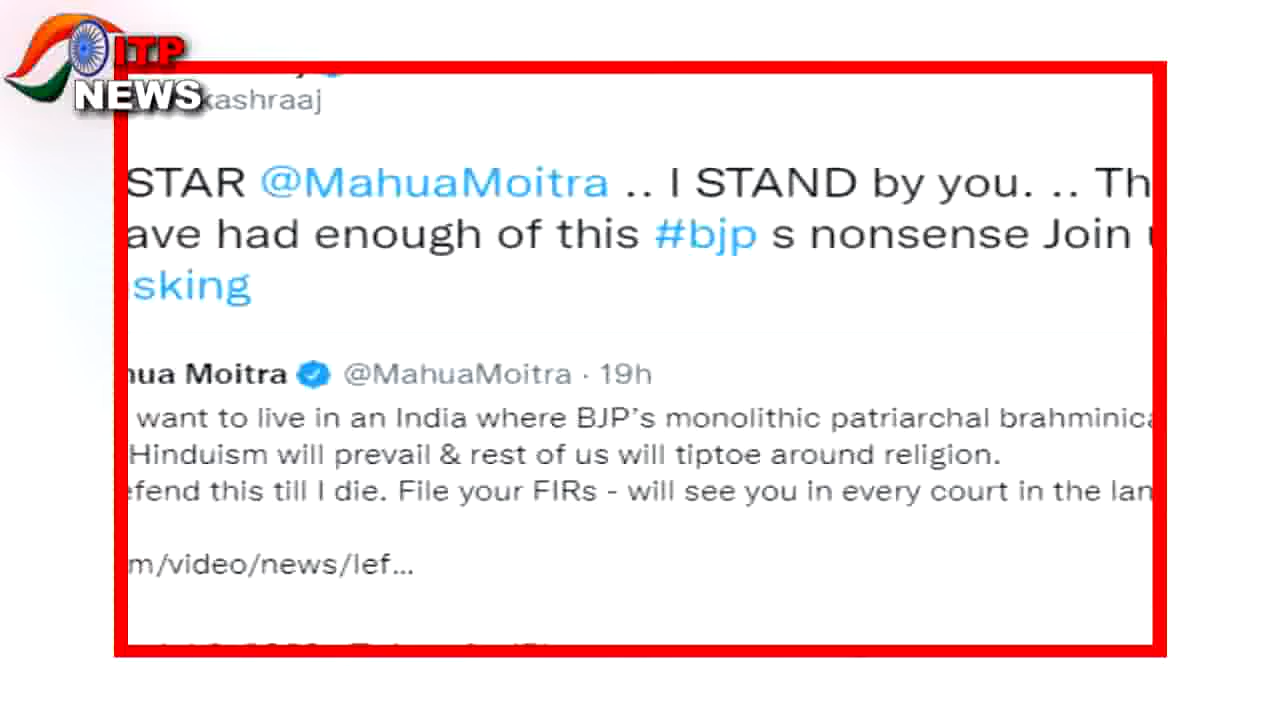 ITP
NEWS
kashraaj
STAR @MahuaMoitra .. I STAND by you. .. Th
ave had enough of this #bjp s nonsense Join
sking
hua Moitra @MahuaMoitra · 19h
want to live in an India where BJP's monolithic patriarchal brahminica
Hinduism will prevail & rest of us will tiptoe around religion.
efend this till I die. File your FIRs - will see you in every court in the lan
m/video/news/lef...